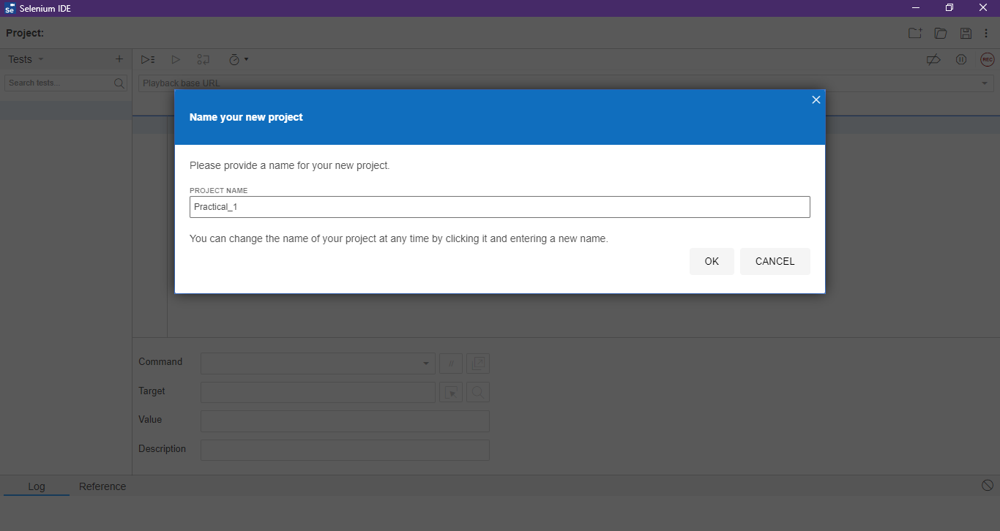 Se Selenium IDE
Project:
Tests
Search tests...
REC
Playback base URL
Name your new project
Please provide a name for your new project.
PROJECT NAME
Practical_1
You can change the name of your project at any time by clicking it and entering a new name.
OK CANCEL
Command
//
Target
Value
Description
Log Reference